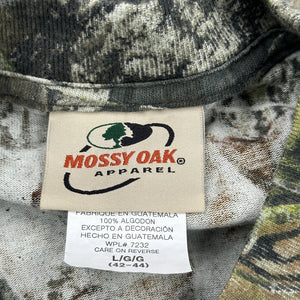 MOSSY OAK®
APPAREL
FABRIQUÉ EN GUATEMALA
100% ALGODON
EXCEPTO A DECORACIÓN
HECHO EN GUATEMALA
WPL# 7232
CARE ON REVERSE
L/G/G
(42-44)